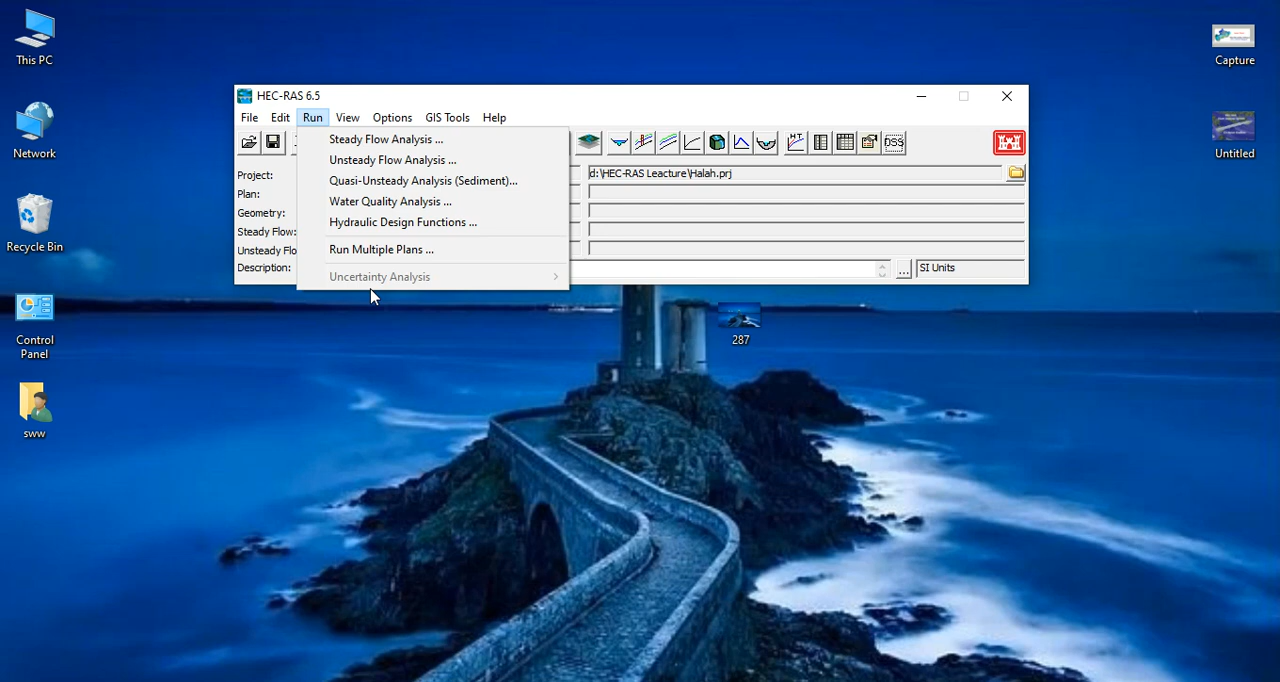 This PC
Network
Recycle Bin
Control
Panel
sww
Capture
Untitled
287
HEC-RAS 6.5
File Edit Run View Options GIS Tools Help
Steady Flow Analysis ...
Unsteady Flow Analysis ...
Quasi-Unsteady Analysis (Sediment)...
Water Quality Analysis ...
Hydraulic Design Functions ...
Run Multiple Plans ...
Uncertainty Analysis
HT
DSS
Project: d:\HEC-RAS Leacture\Halah.prj
Plan:
Geometry:
Steady Flow:
Unsteady Flo
Description: ... SI Units